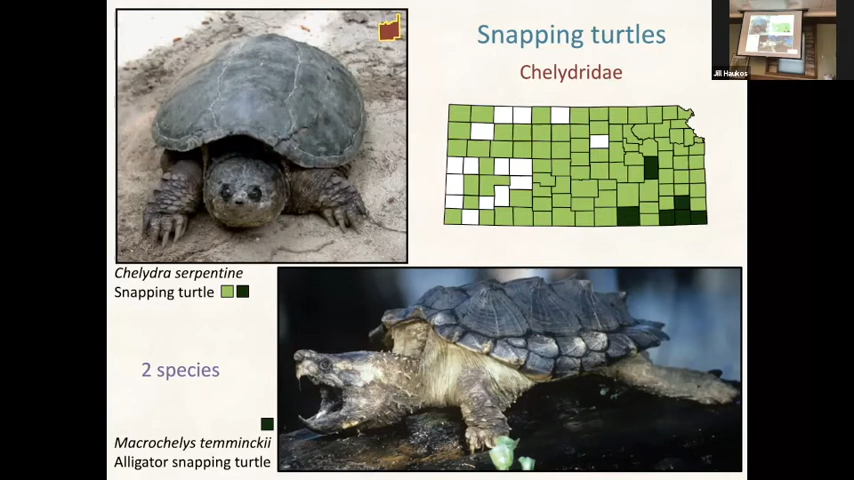 Snapping turtles
Chelydridae
Jill Haukos
Chelydra serpentine
Snapping turtle
2 species
Macrochelys temminckii
Alligator snapping turtle